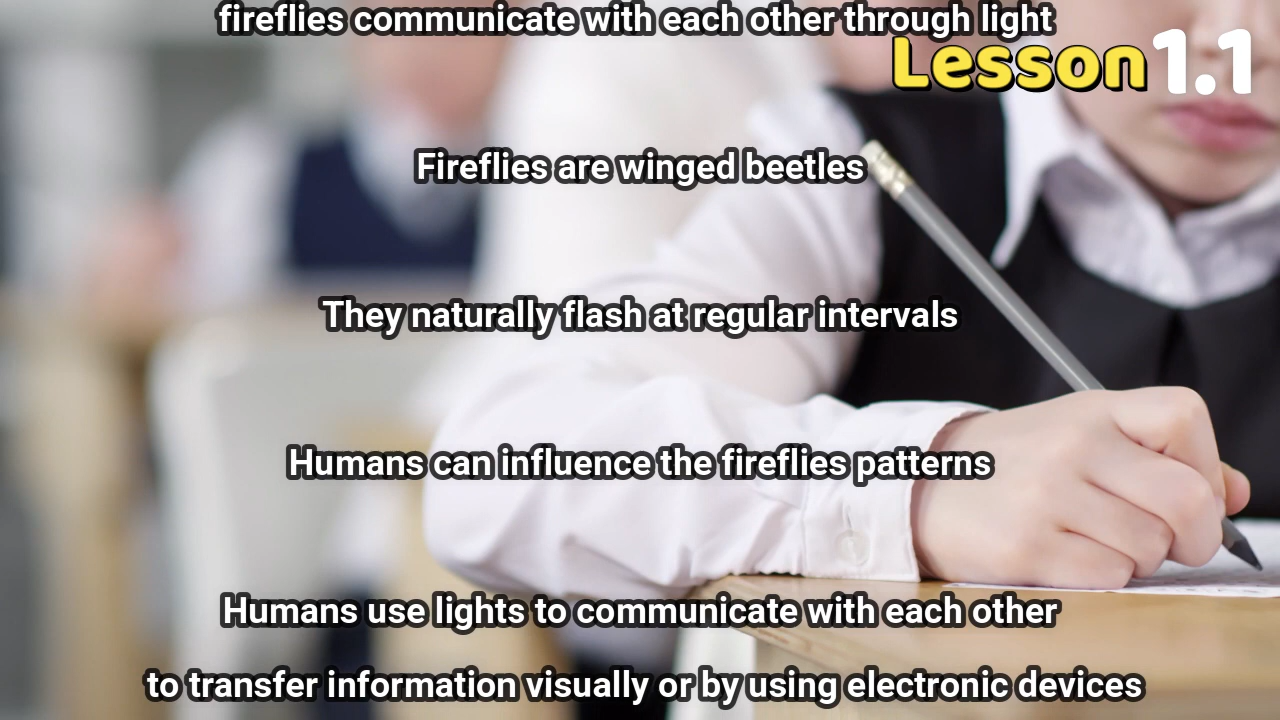 fireflies communicate with each other through light
Lesson 1.1
Fireflies are winged beetles
They naturally flash at regular intervals
Humans can influence the fireflies patterns
Humans use lights to communicate with each other
to transfer information visually or by using electronic devices